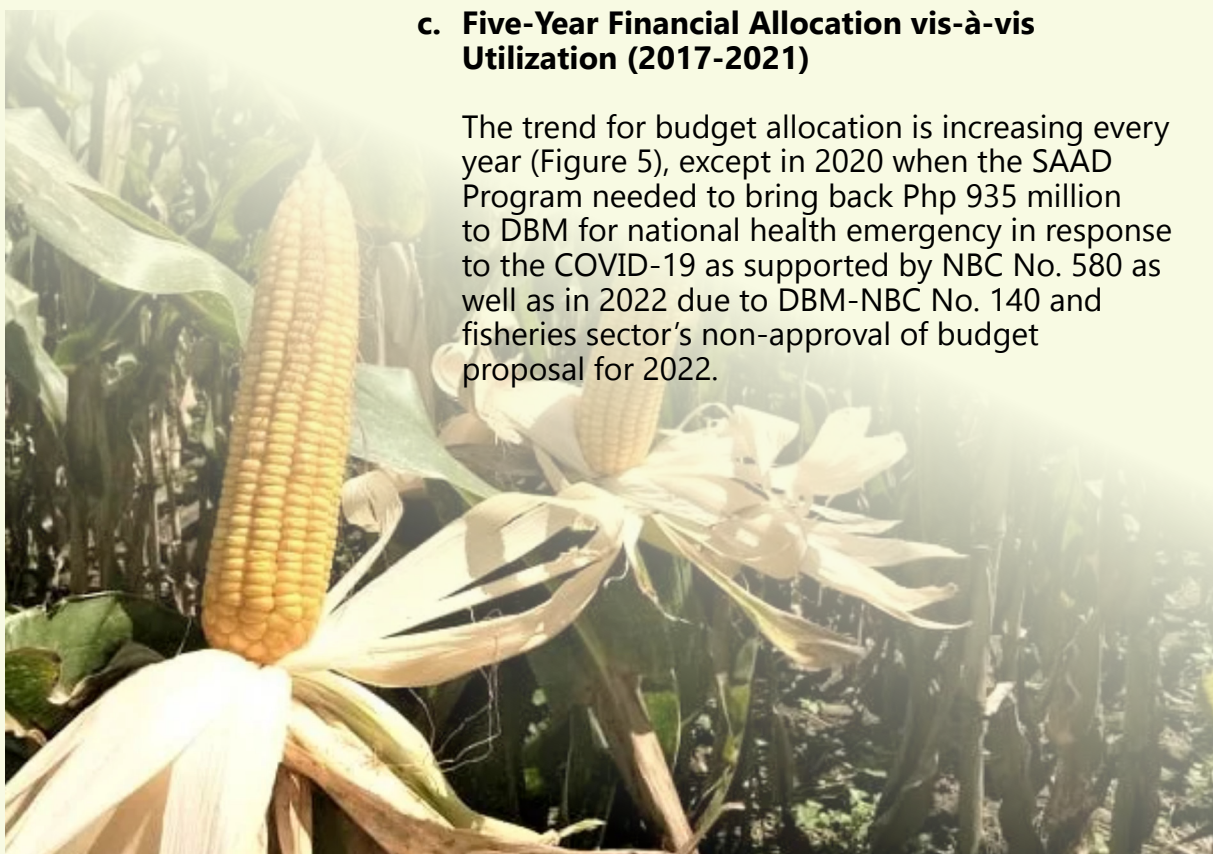 c. Five-Year Financial Allocation vis-à-vis
Utilization (2017-2021)
The trend for budget allocation is increasing every
year (Figure 5), except in 2020 when the SAAD
Program needed to bring back Php 935 million
to DBM for national health emergency in response
to the COVID-19 as supported by NBC No. 580 as
well as in 2022 due to DBM-NBC No. 140 and
fisheries sector’s non-approval of budget
proposal for 2022.